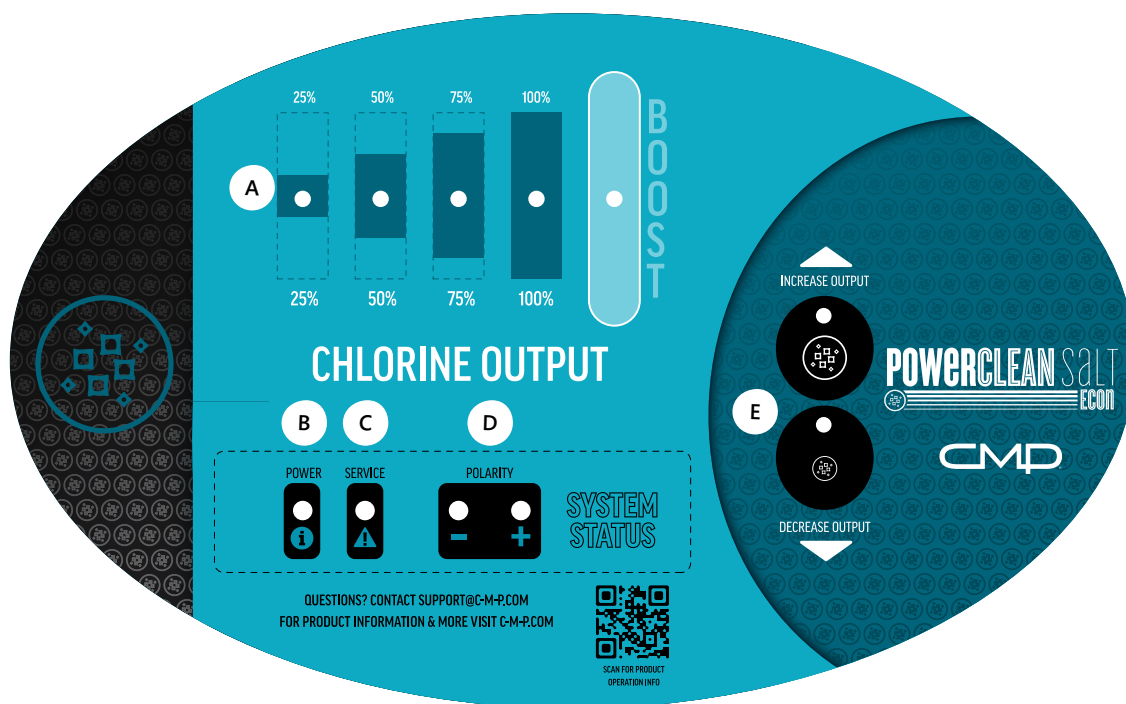 25% 50% 75% 100%
BOOST
A
25% 50% 75% 100%
CHLORINE OUTPUT
B C D
POWER SERVICE POLARITY
i ! - +
SYSTEM
STATUS
QUESTIONS? CONTACT SUPPORT@C-M-P.COM
FOR PRODUCT INFORMATION & MORE VISIT C-M-P.COM
SCAN FOR PRODUCT
OPERATION INFO
INCREASE OUTPUT
E
DECREASE OUTPUT
POWERCLEAN SALT
ECON
CMP